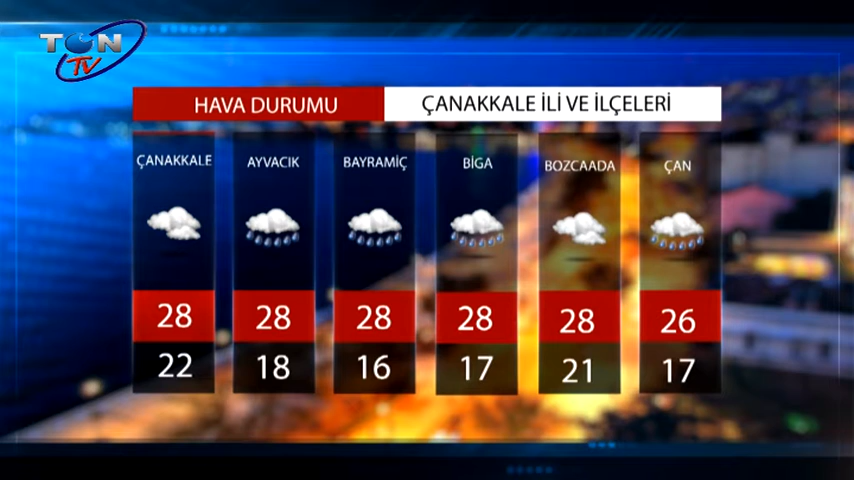 TON
TV
HAVA DURUMU ÇANAKKALE İLİ VE İLÇELERİ
ÇANAKKALE AYVACIK BAYRAMİÇ BİGA BOZCAADA ÇAN
28 28 28 28 28 26
22 18 16 17 21 17